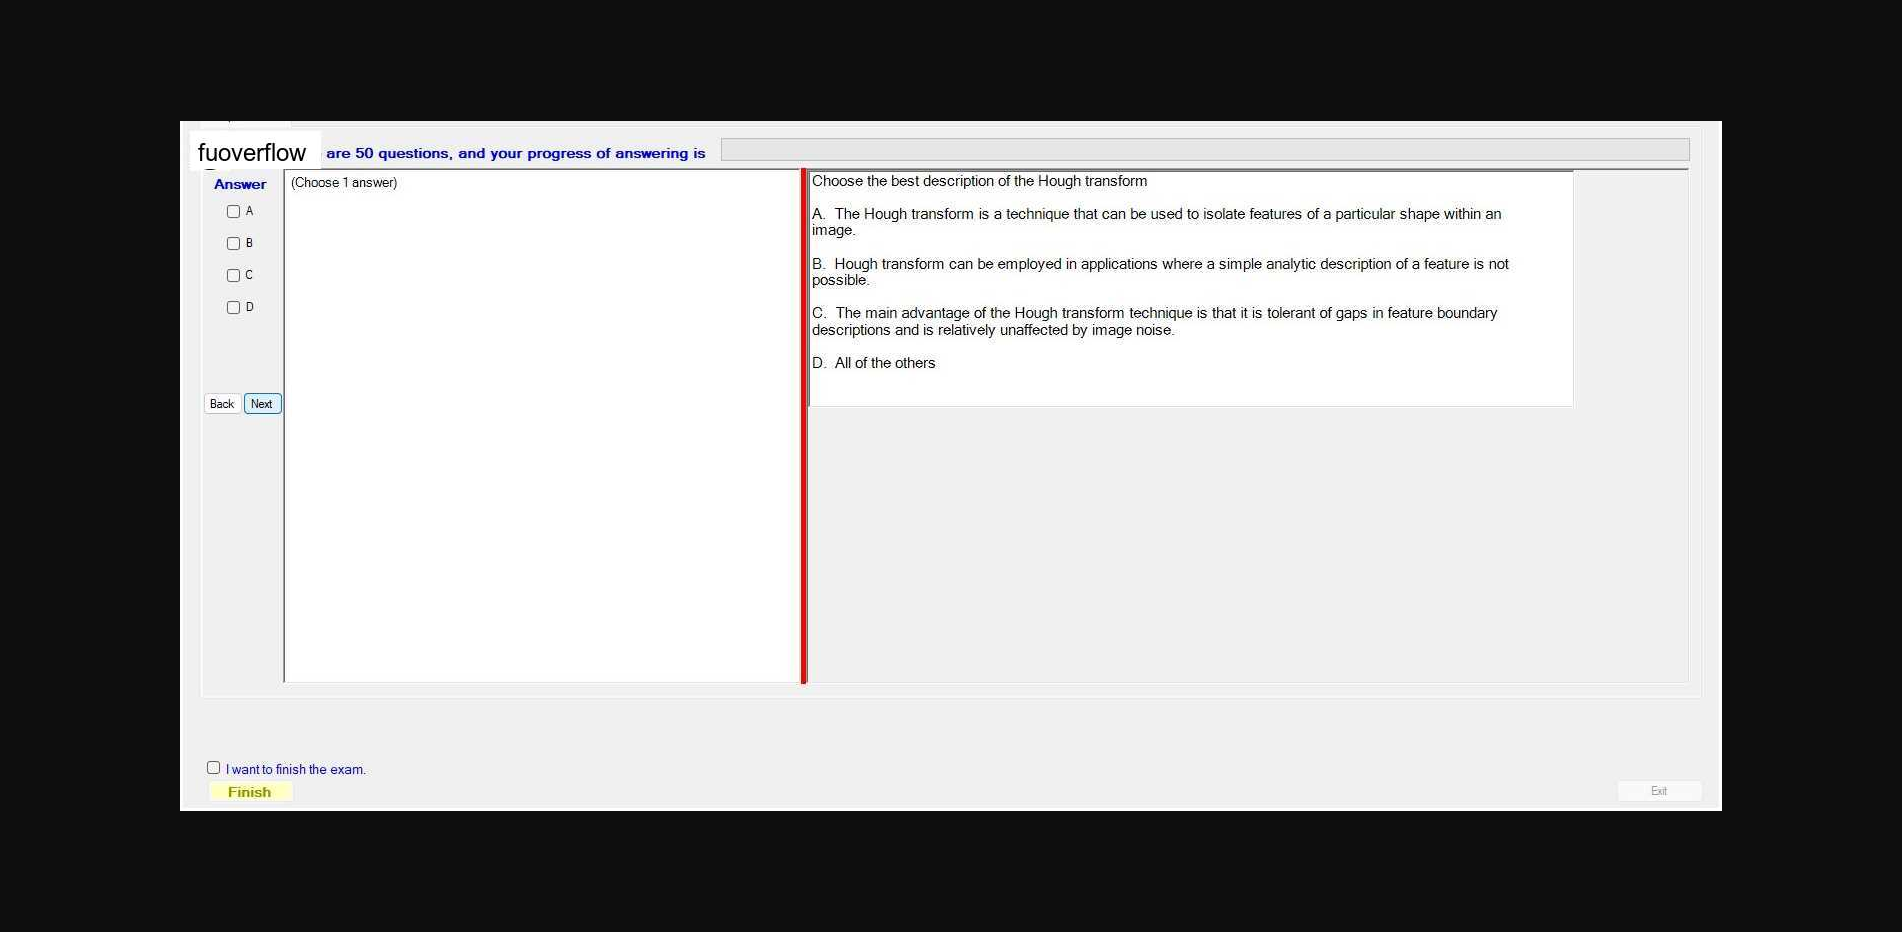 fuoverflow are 50 questions, and your progress of answering is
Answer
A
B
C
D
Back Next
(Choose 1 answer)
Choose the best description of the Hough transform
A. The Hough transform is a technique that can be used to isolate features of a particular shape within an
image.
B. Hough transform can be employed in applications where a simple analytic description of a feature is not
possible.
C. The main advantage of the Hough transform technique is that it is tolerant of gaps in feature boundary
descriptions and is relatively unaffected by image noise.
D. All of the others
I want to finish the exam.
Finish
Exit